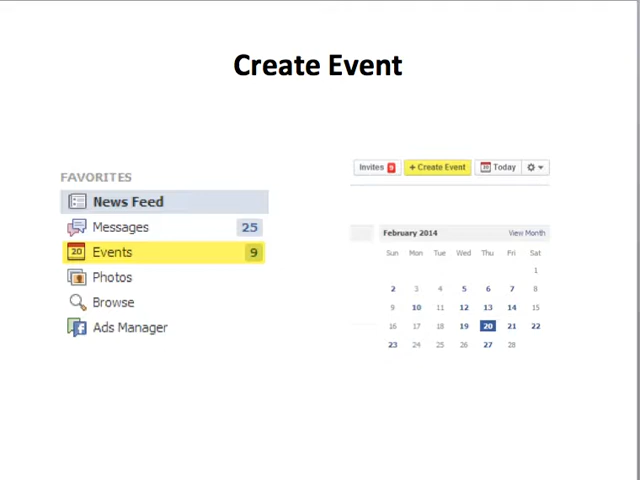 Create Event
FAVORITES
News Feed
Messages 25
20 Events 9
Photos
Browse
Ads Manager
Invites 9 + Create Event 20 Today
February 2014 View Month
Sun Mon Tue Wed Thu Fri Sat
1
2 3 4 5 6 7 8
9 10 11 12 13 14 15
16 17 18 19 20 21 22
23 24 25 26 27 28